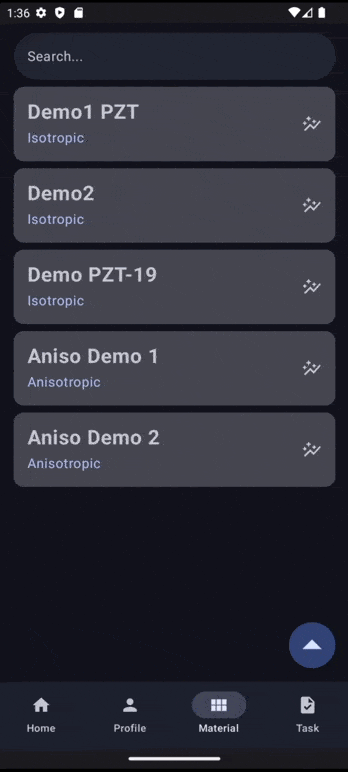 1:36
Search...
Demo1 PZT
Isotropic
Demo2
Isotropic
Demo PZT-19
Isotropic
Aniso Demo 1
Anisotropic
Aniso Demo 2
Anisotropic
Home Profile Material Task